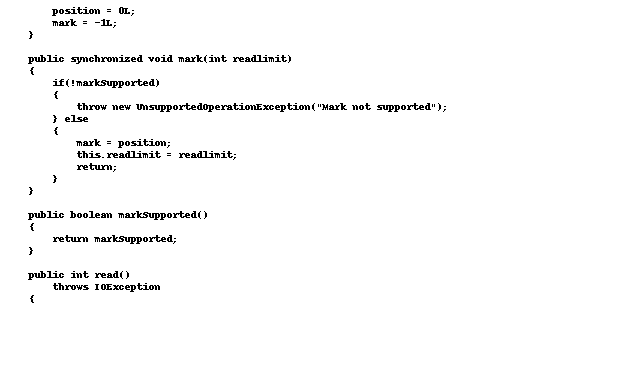 position = 0L;
mark = -1L;
}
public synchronized void mark(int readlimit)
{
if(!markSupported)
{
throw new UnsupportedOperationException("Mark not supported");
} else
{
mark = position;
this.readlimit = readlimit;
return;
}
}
public boolean markSupported()
{
return markSupported;
}
public int read()
throws IOException
{